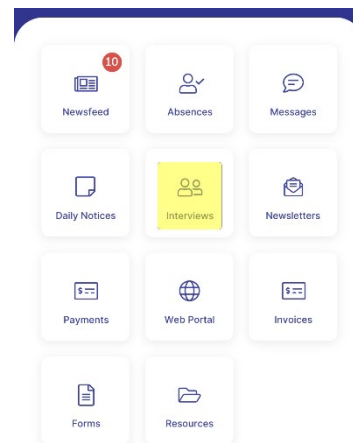 10
Newsfeed
Absences
Messages
Daily Notices
Interviews
Newsletters
$
Payments
Web Portal
$
Invoices
Forms
Resources